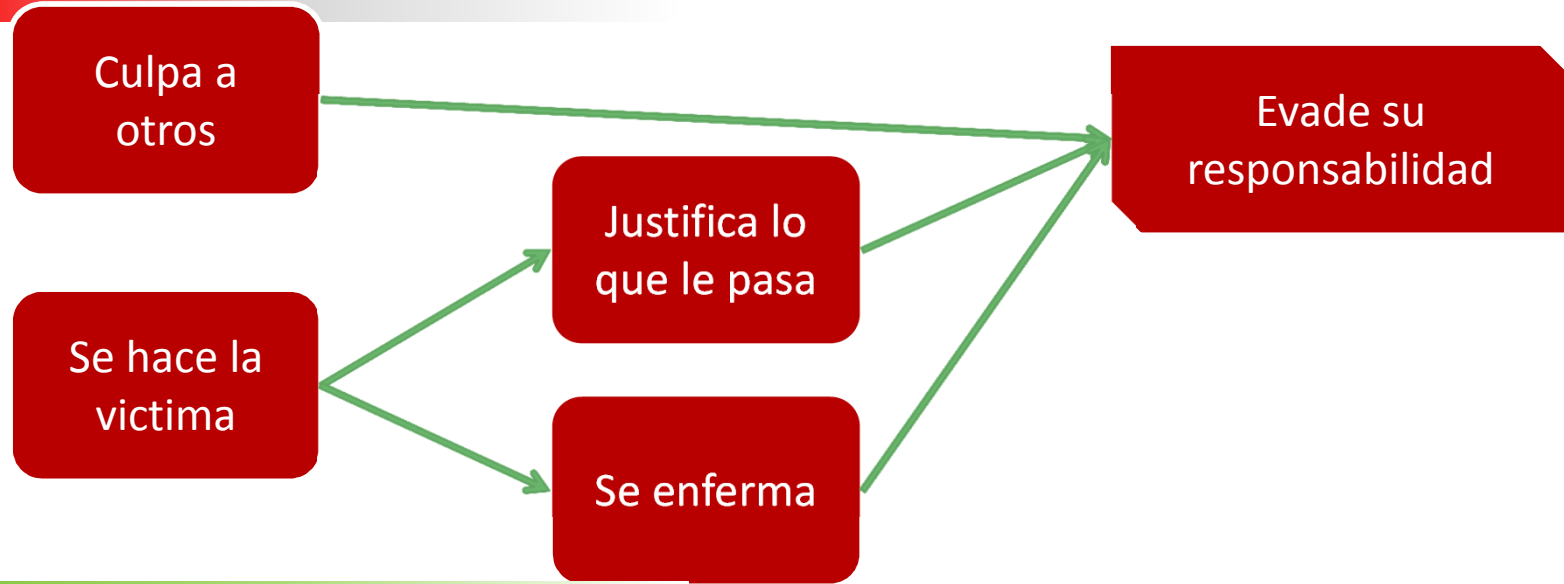 Culpa a
otros
Evade su
responsabilidad
Justifica lo
que le pasa
Se hace la
victima
Se enferma